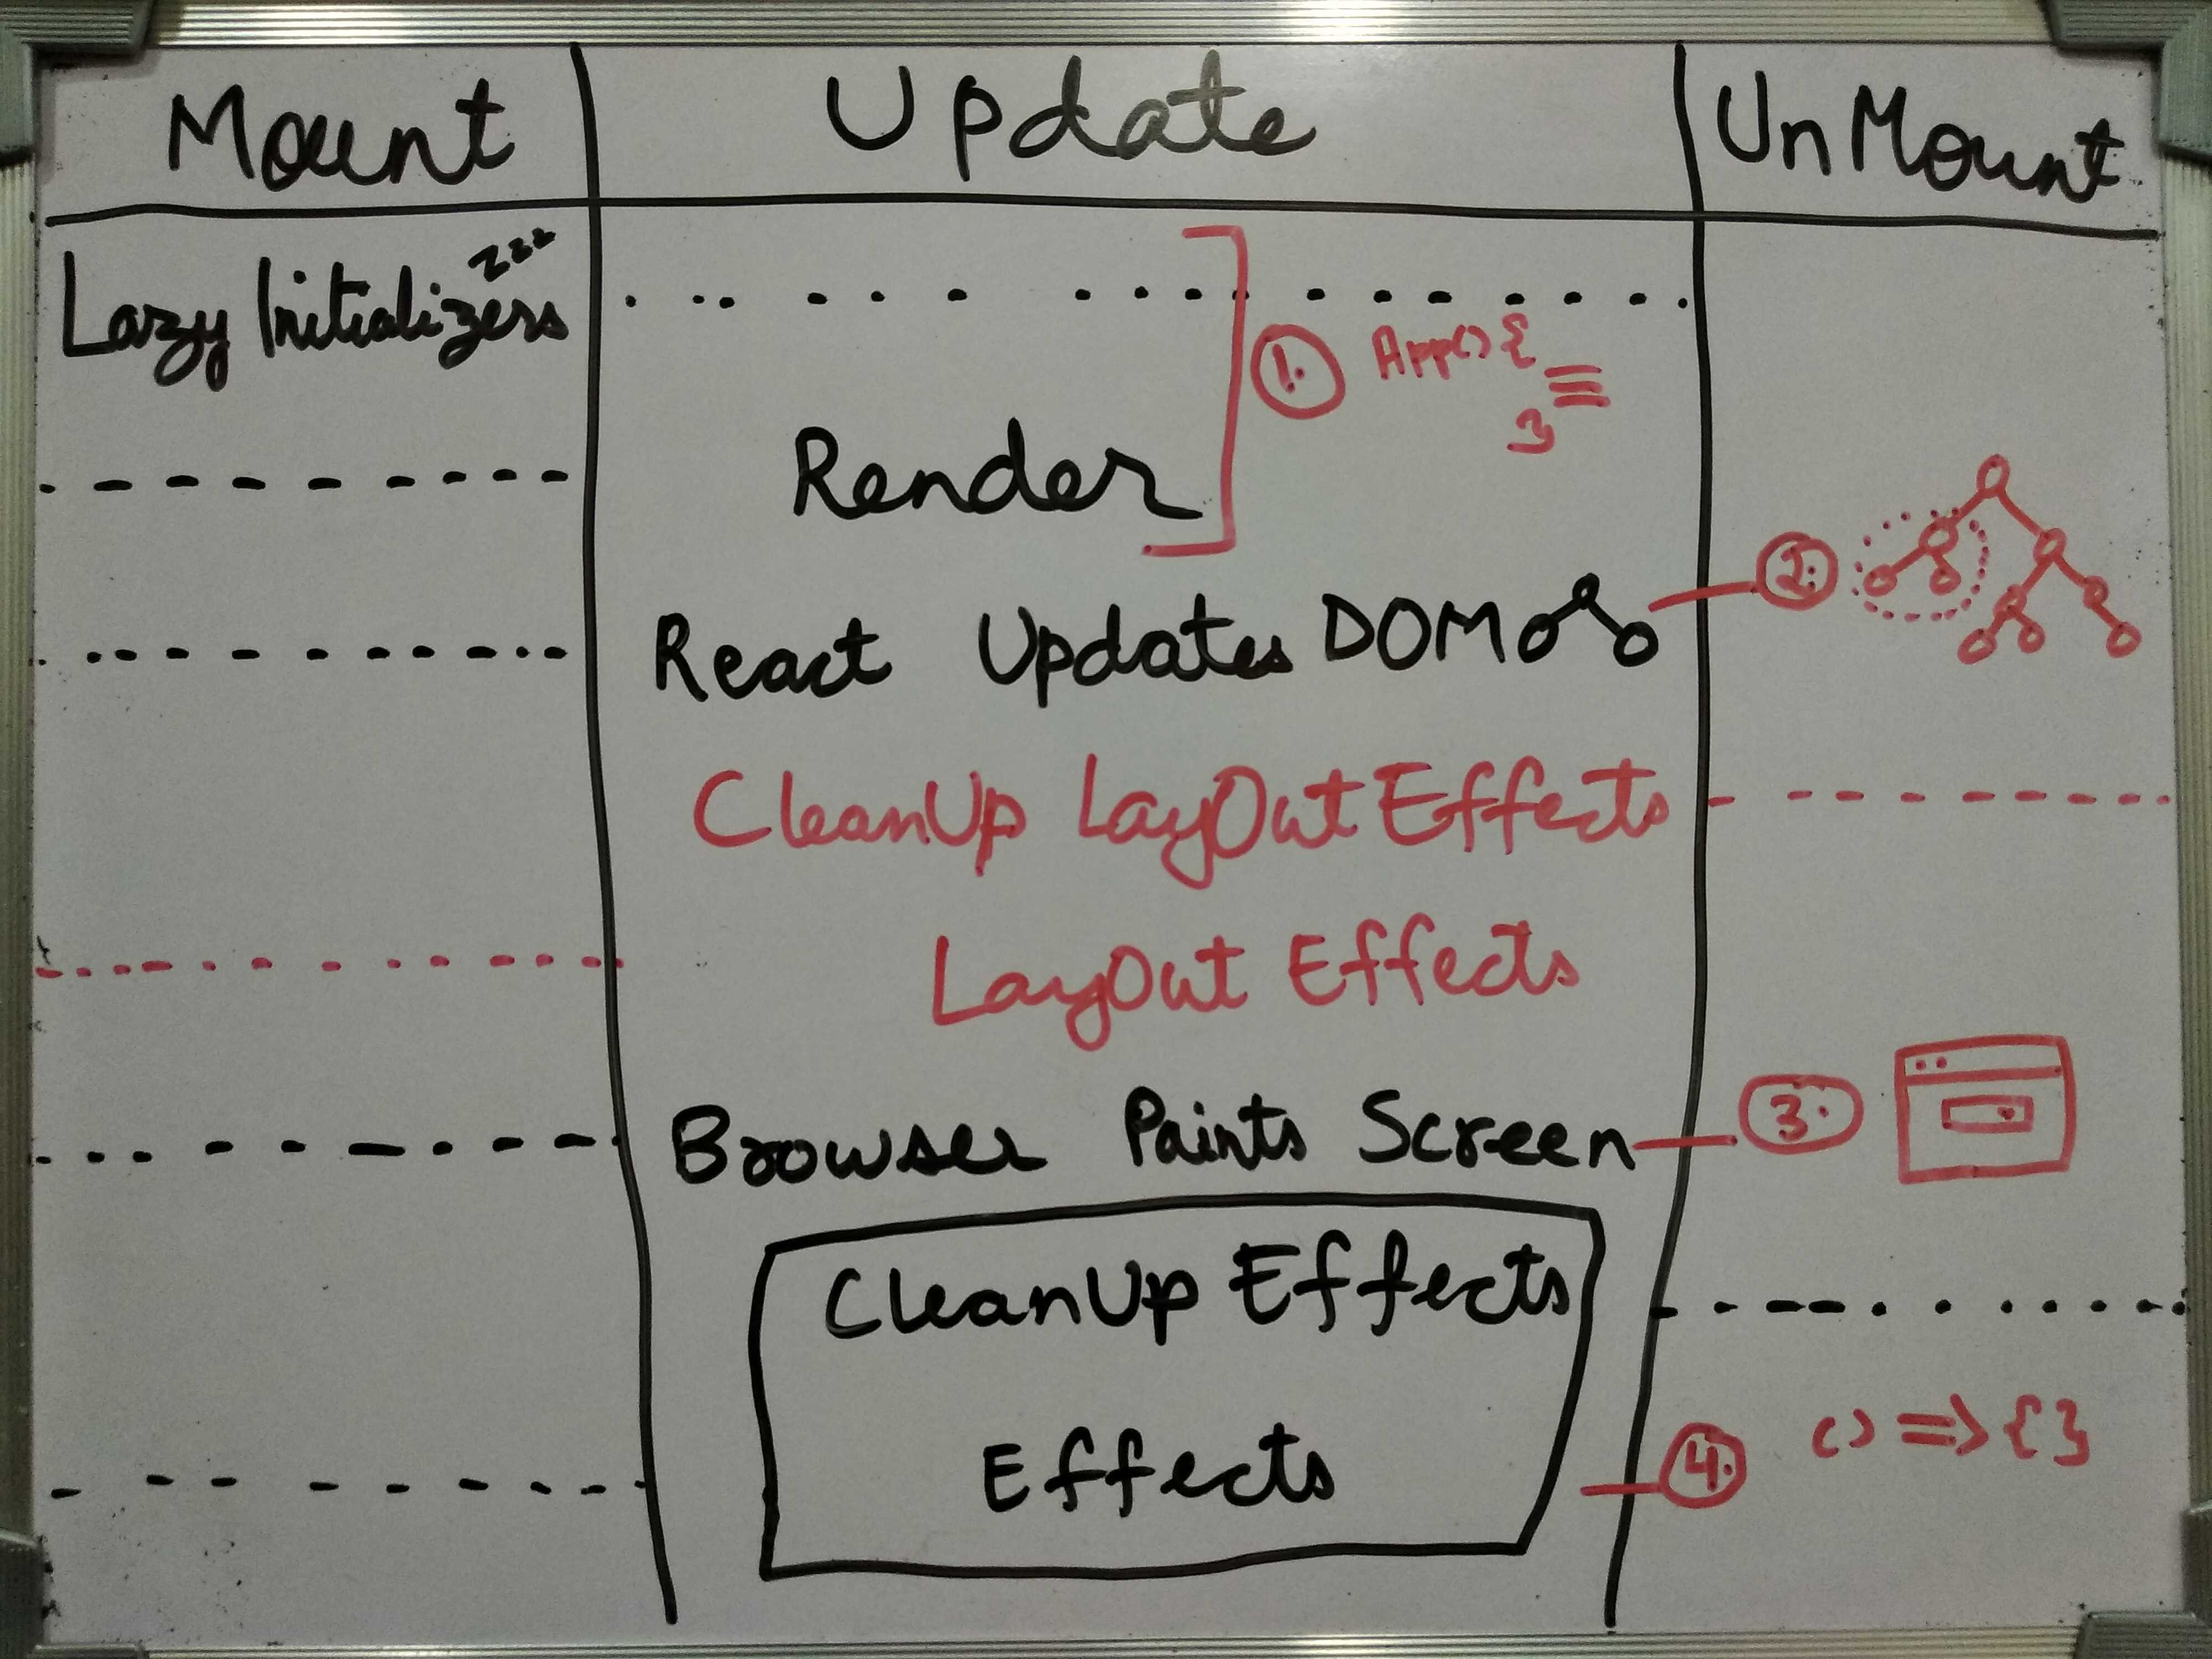 Mount
Update
UnMount
Lazy Initializers zzz
1. App() {
}
Render
React Updates DOM
2.
CleanUp LayOut Effects
LayOut Effects
Browser Paints Screen
3.
CleanUp Effects
Effects
4. () => {}